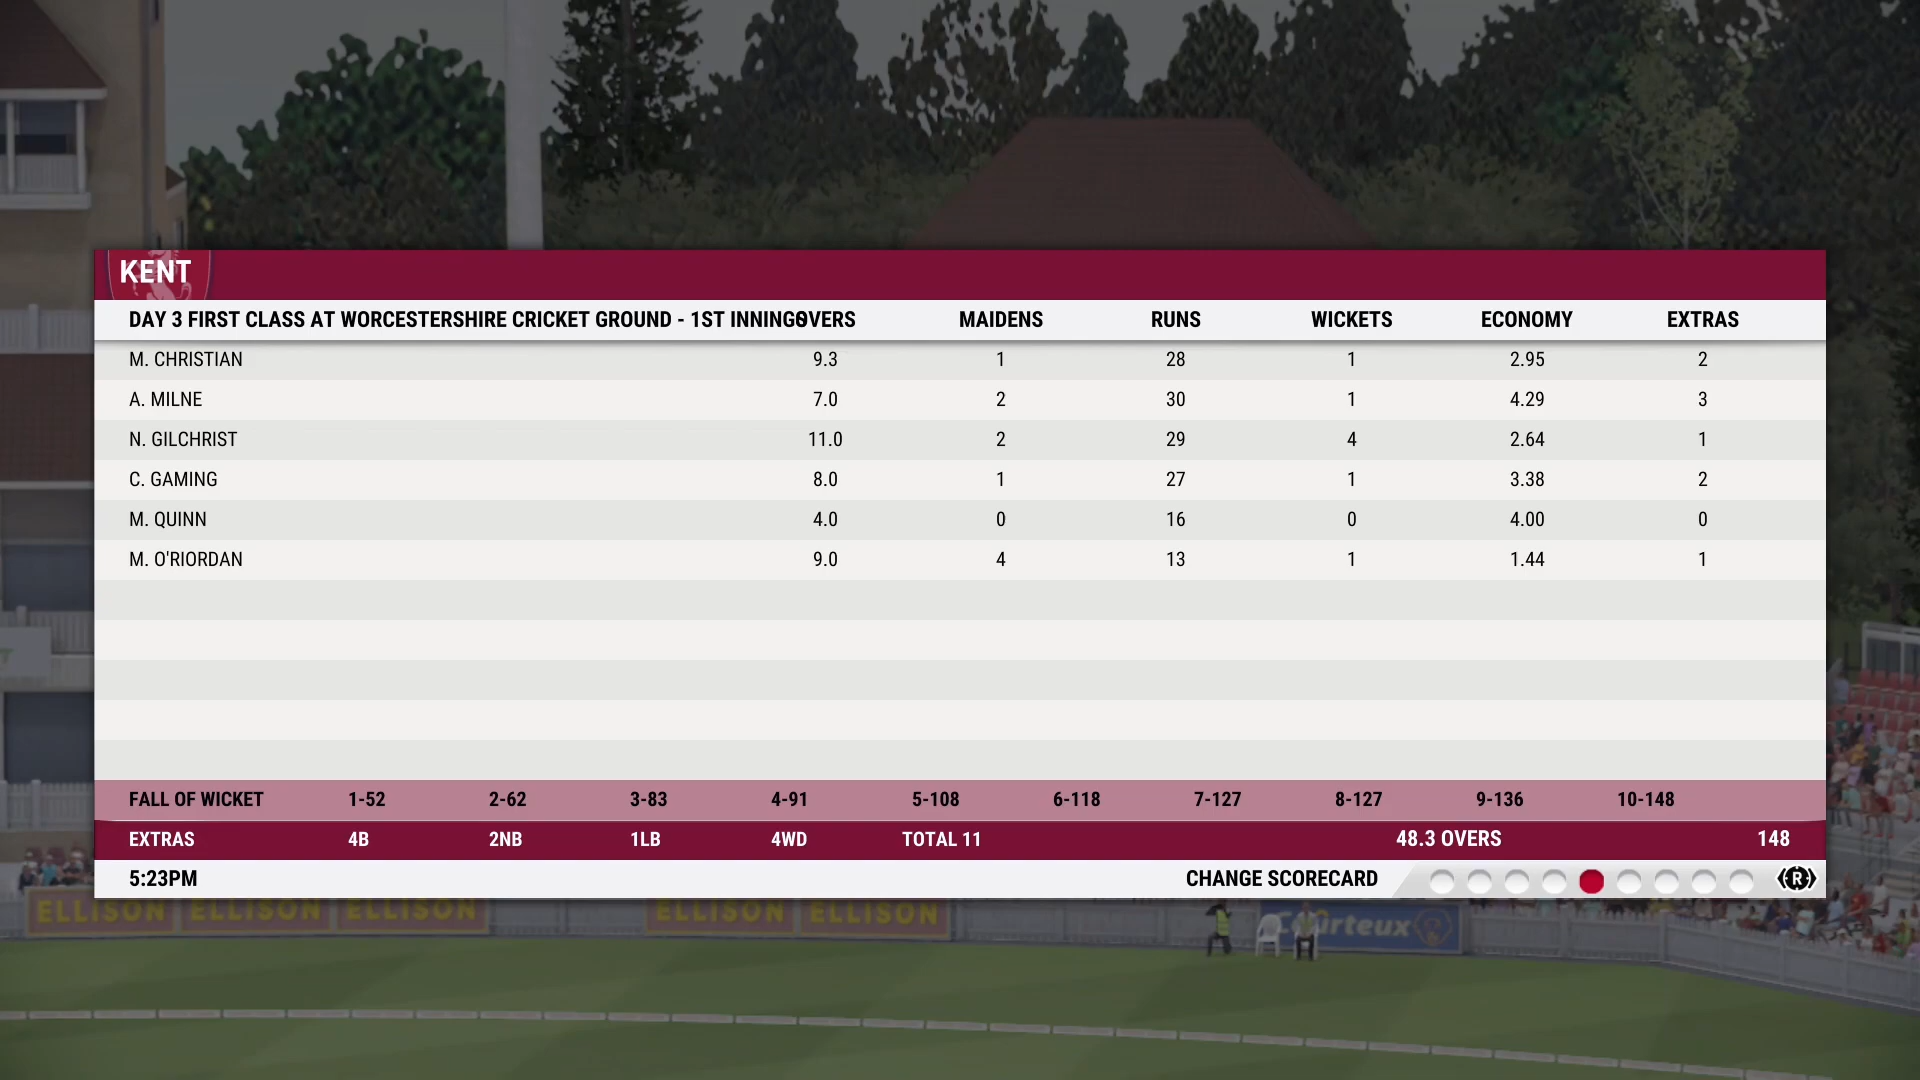 KENT
DAY 3 FIRST CLASS AT WORCESTERSHIRE CRICKET GROUND - 1ST INNINGS OVERS MAIDENS RUNS WICKETS ECONOMY EXTRAS
M. CHRISTIAN 9.3 1 28 1 2.95 2
A. MILNE 7.0 2 30 1 4.29 3
N. GILCHRIST 11.0 2 29 4 2.64 1
C. GAMING 8.0 1 27 1 3.38 2
M. QUINN 4.0 0 16 0 4.00 0
M. O'RIORDAN 9.0 4 13 1 1.44 1
FALL OF WICKET 1-52 2-62 3-83 4-91 5-108 6-118 7-127 8-127 9-136 10-148
EXTRAS 4B 2NB 1LB 4WD TOTAL 11 48.3 OVERS 148
5:23PM CHANGE SCORECARD R
ELLISON ELLISON ELLISON ELLISON ELLISON